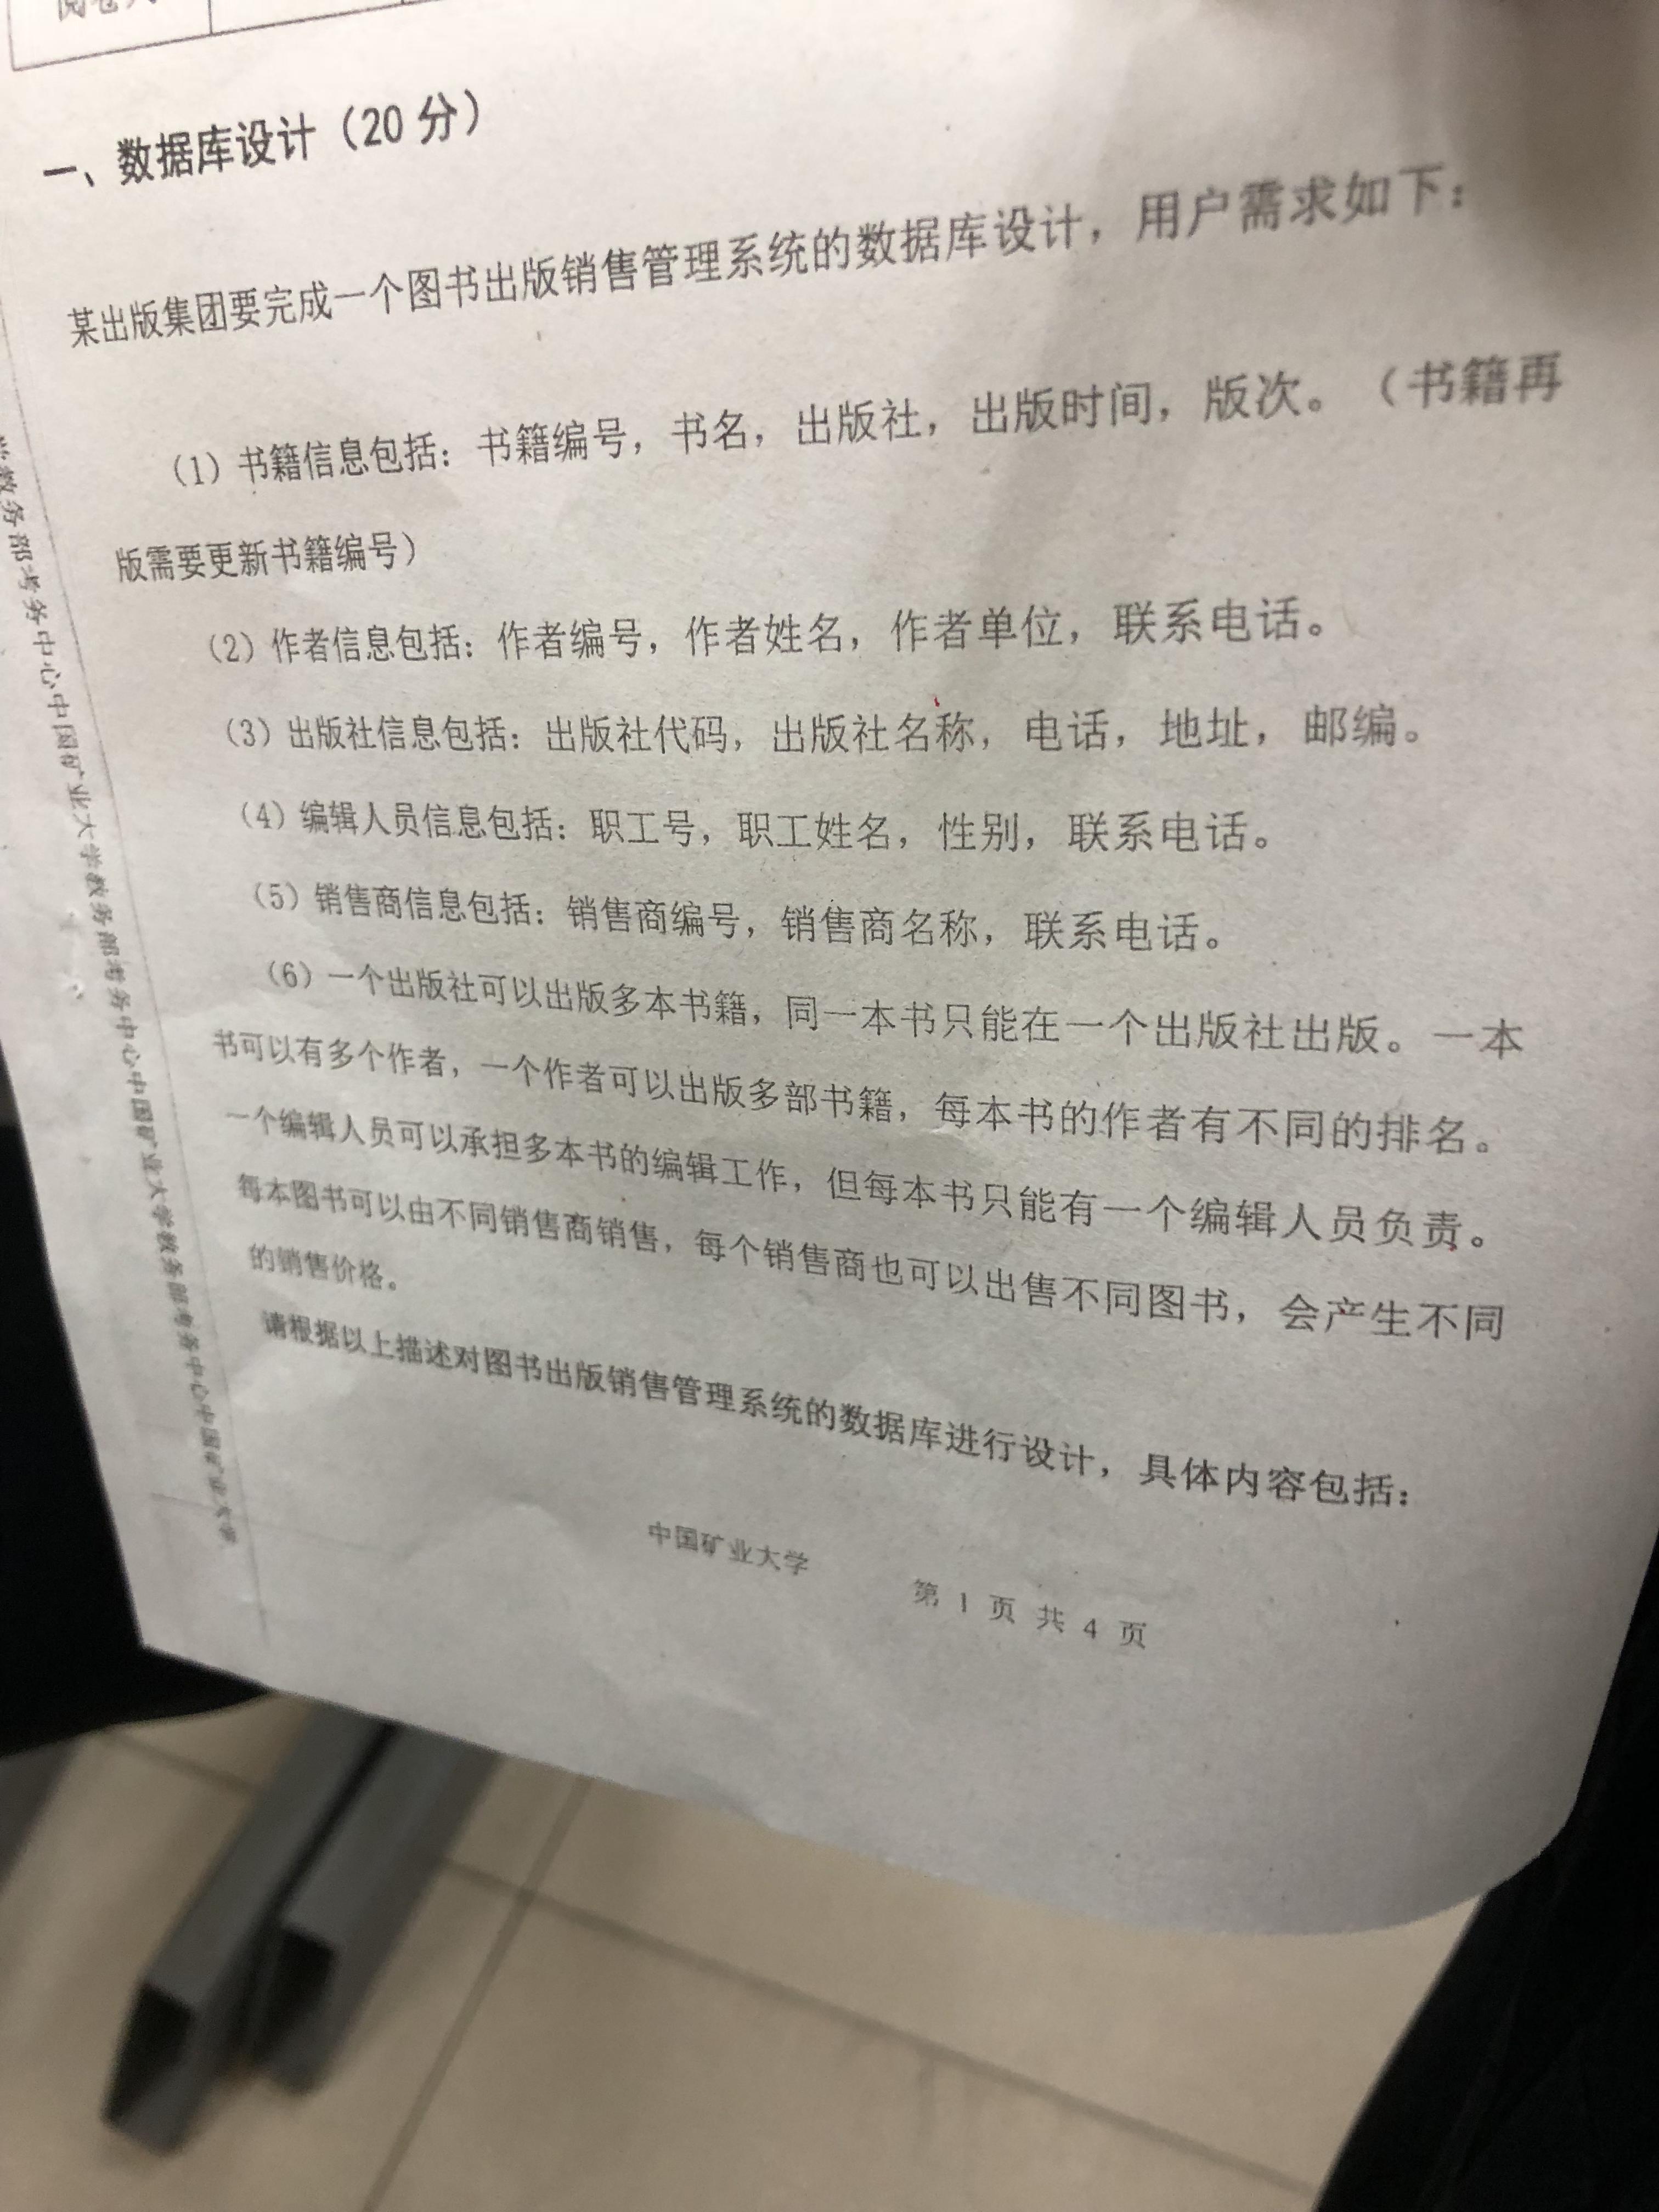 阅卷人
一、数据库设计（20 分）
某出版集团要完成一个图书出版销售管理系统的数据库设计，用户需求如下：
（1）书籍信息包括：书籍编号，书名，出版社，出版时间，版次。（书籍再
版需要更新书籍编号）
（2）作者信息包括：作者编号，作者姓名，作者单位，联系电话。
（3）出版社信息包括：出版社代码，出版社名称，电话，地址，邮编。
（4）编辑人员信息包括：职工号，职工姓名，性别，联系电话。
（5）销售商信息包括：销售商编号，销售商名称，联系电话。
（6）一个出版社可以出版多本书籍，同一本书只能在一个出版社出版。一本
书可以有多个作者，一个作者可以出版多部书籍，每本书的作者有不同的排名。
一个编辑人员可以承担多本书的编辑工作，但每本书只能有一个编辑人员负责。
每本图书可以由不同销售商销售，每个销售商也可以出售不同图书，会产生不同
的销售价格。
请根据以上描述对图书出版销售管理系统的数据库进行设计，具体内容包括：
中国矿业大学 第 1 页 共 4 页
学教务部考务中心中国矿业大学教务部考务中心中国矿业大学教务部考务中心中国矿业大学